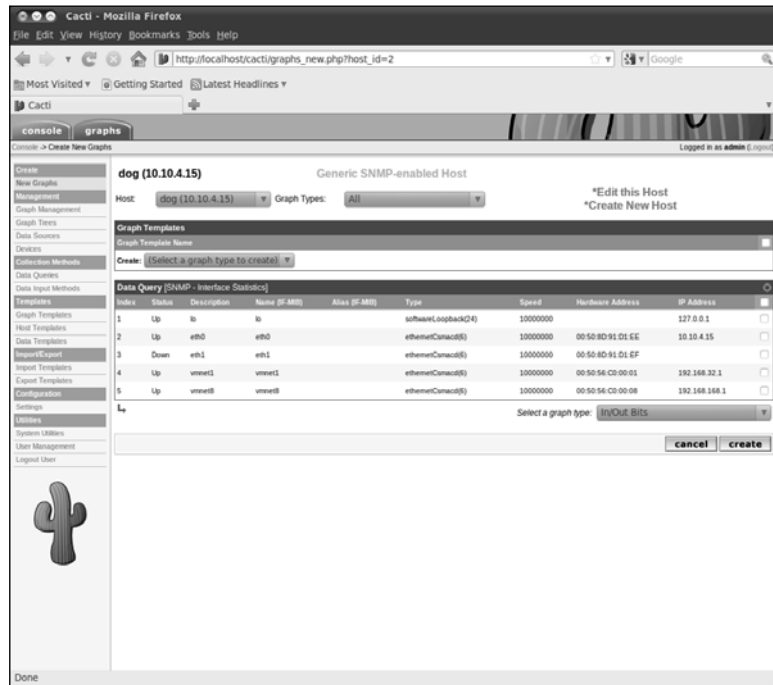 Cacti - Mozilla Firefox
File Edit View History Bookmarks Tools Help
http://localhost/cacti/graphs_new.php?host_id=2
Google
Most Visited Getting Started Latest Headlines
Cacti
console graphs
Console -> Create New Graphs Logged in as admin (Logout)
Create
New Graphs
Management
Graph Management
Graph Trees
Data Sources
Devices
Collection Methods
Data Queries
Data Input Methods
Templates
Graph Templates
Host Templates
Data Templates
Import/Export
Import Templates
Export Templates
Configuration
Settings
Utilities
System Utilities
User Management
Logout User
dog (10.10.4.15) Generic SNMP-enabled Host
Host: dog (10.10.4.15) Graph Types: All
*Edit this Host
*Create New Host
Graph Templates
Graph Template Name
Create: (Select a graph type to create)
Data Query [SNMP - Interface Statistics]
Index Status Description Name (IF-MIB) Alias (IF-MIB) Type Speed Hardware Address IP Address
1 Up lo lo softwareLoopback(24) 10000000 127.0.0.1
2 Up eth0 eth0 ethernetCsmacd(6) 10000000 00:50:8D:91:D1:EE 10.10.4.15
3 Down eth1 eth1 ethernetCsmacd(6) 10000000 00:50:8D:91:D1:EF
4 Up vmnet1 vmnet1 ethernetCsmacd(6) 10000000 00:50:56:C0:00:01 192.168.32.1
5 Up vmnet8 vmnet8 ethernetCsmacd(6) 10000000 00:50:56:C0:00:08 192.168.168.1
Select a graph type: In/Out Bits
cancel create
Done